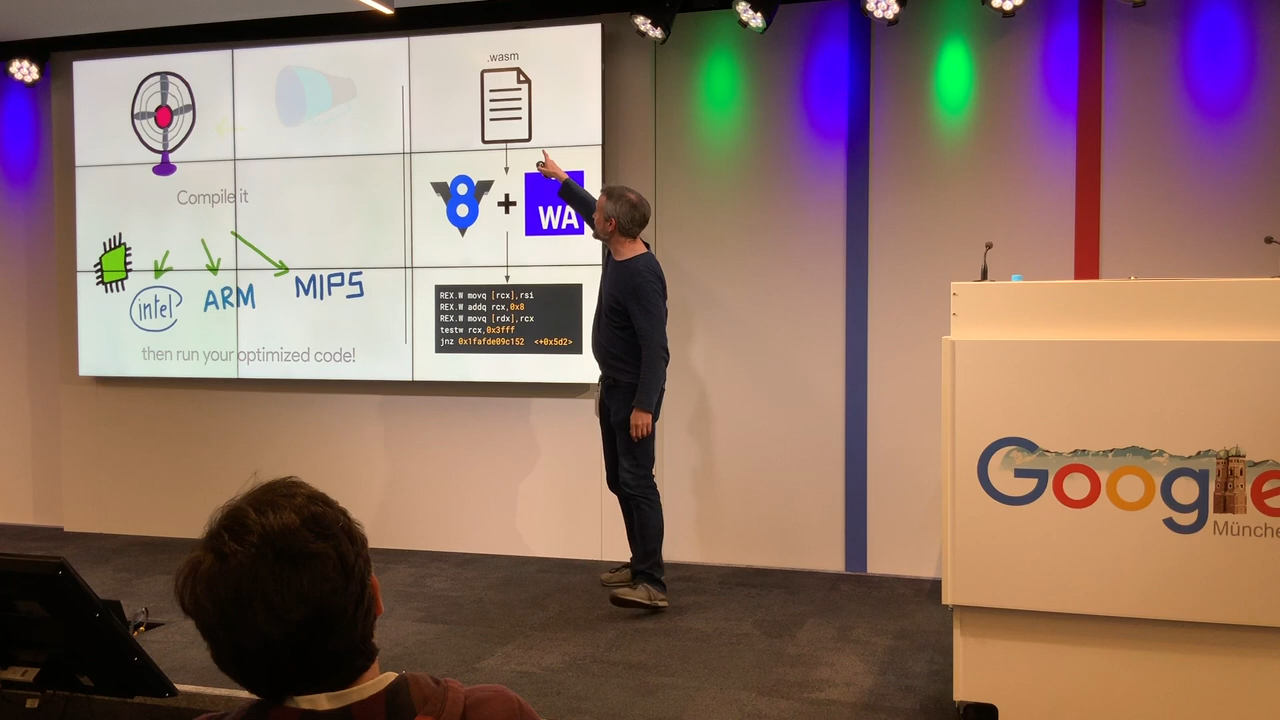 .wasm
Compile it
8 + WA
intel
ARM
MIPS
REX.W movq [rcx],rsi
REX.W addq rcx,0x8
REX.W movq [rdx],rcx
testw rcx,0x3fff
jnz 0x1fafde09c152 <+0x5d2>
then run your optimized code!
Google
Münche